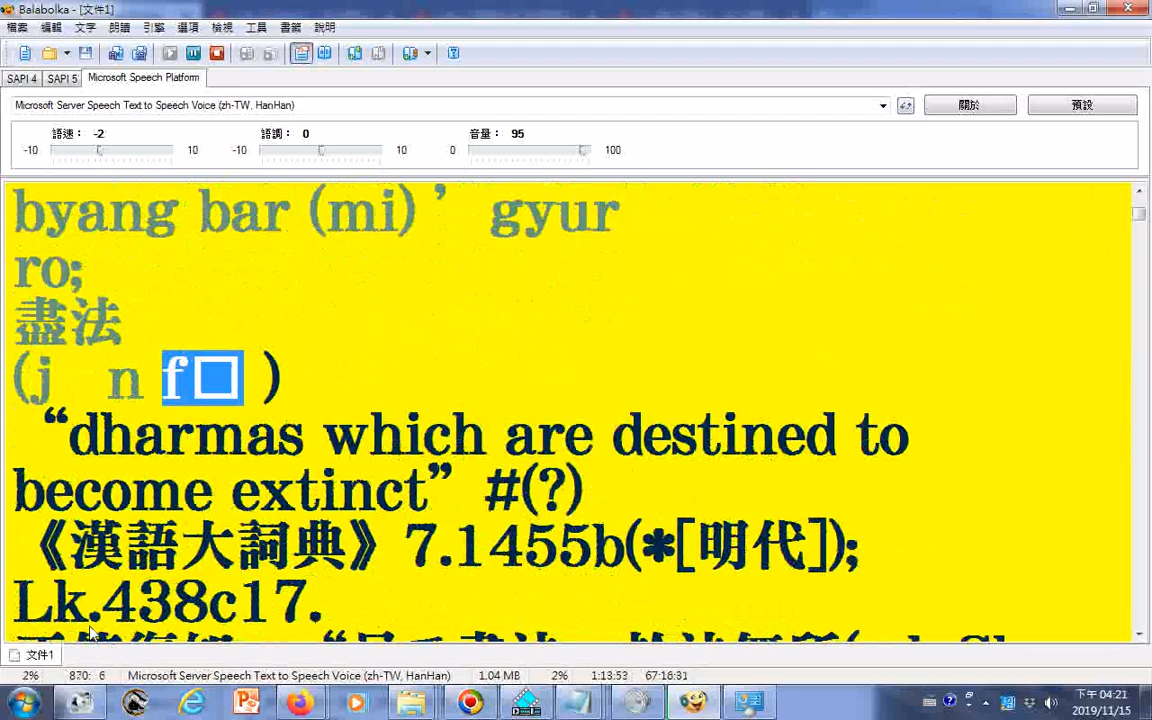 Balabolka - [文件1]
檔案 編輯 文字 朗讀 引擎 選項 檢視 工具 書籤 說明
SAPI 4 SAPI 5 Microsoft Speech Platform
Microsoft Server Speech Text to Speech Voice (zh-TW, HanHan) 關於 預設
語速： -2 語調： 0 音量： 95
-10 10 -10 10 0 100
byang bar (mi) ’ gyur
ro;
盡法
(j n f□ )
“dharmas which are destined to
become extinct” #(?)
《漢語大詞典》 7.1455b(*[明代]);
Lk.438c17.
文件1
2% 870: 6 Microsoft Server Speech Text to Speech Voice (zh-TW, HanHan) 1.04 MB 2% 1:13:53 67:16:31
下午 04:21
2019/11/15